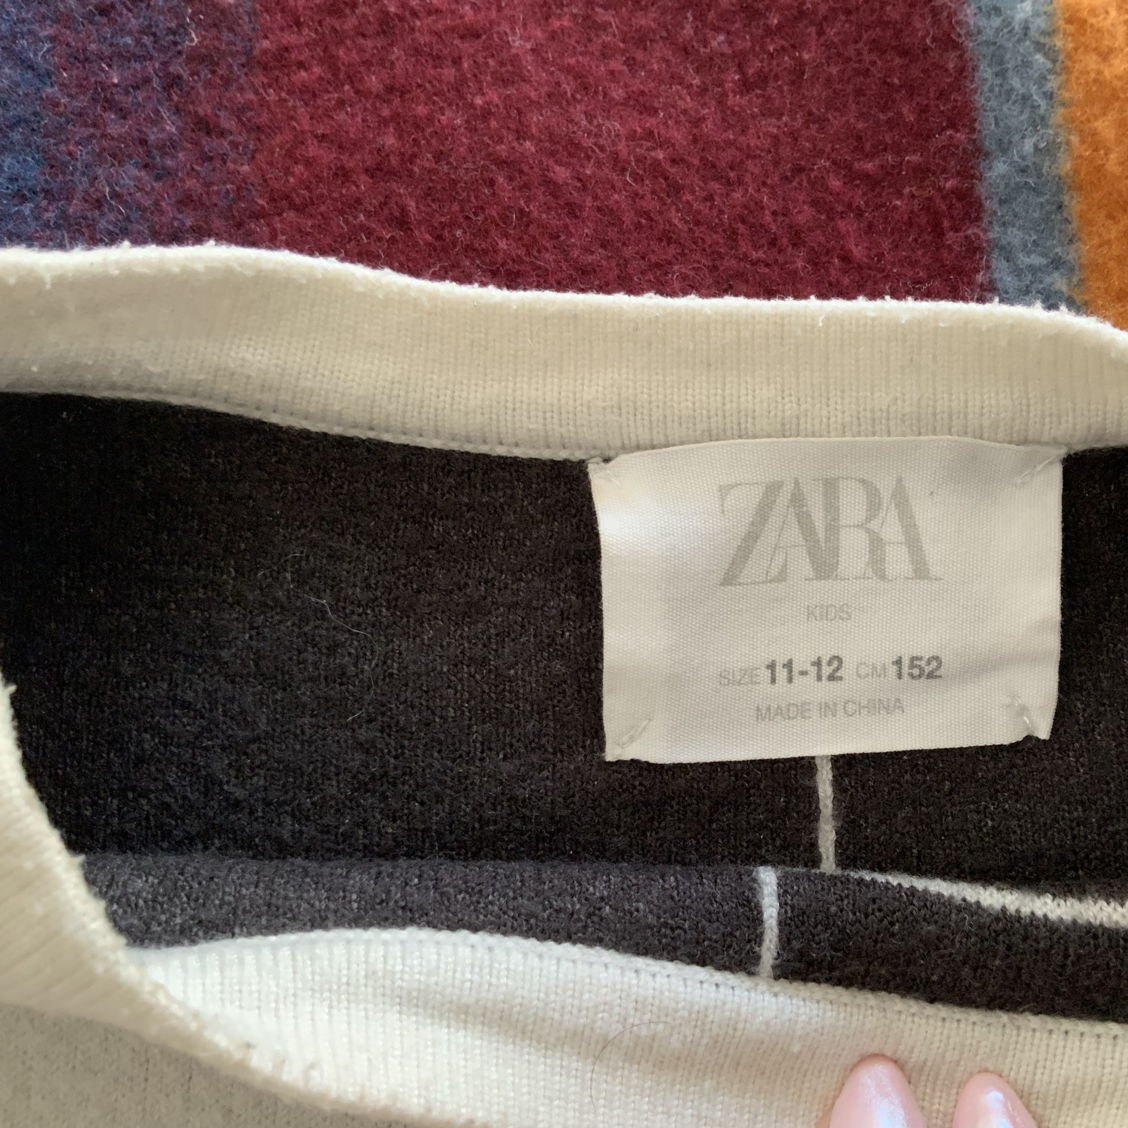 ZARA
KIDS
SIZE 11-12 CM 152
MADE IN CHINA